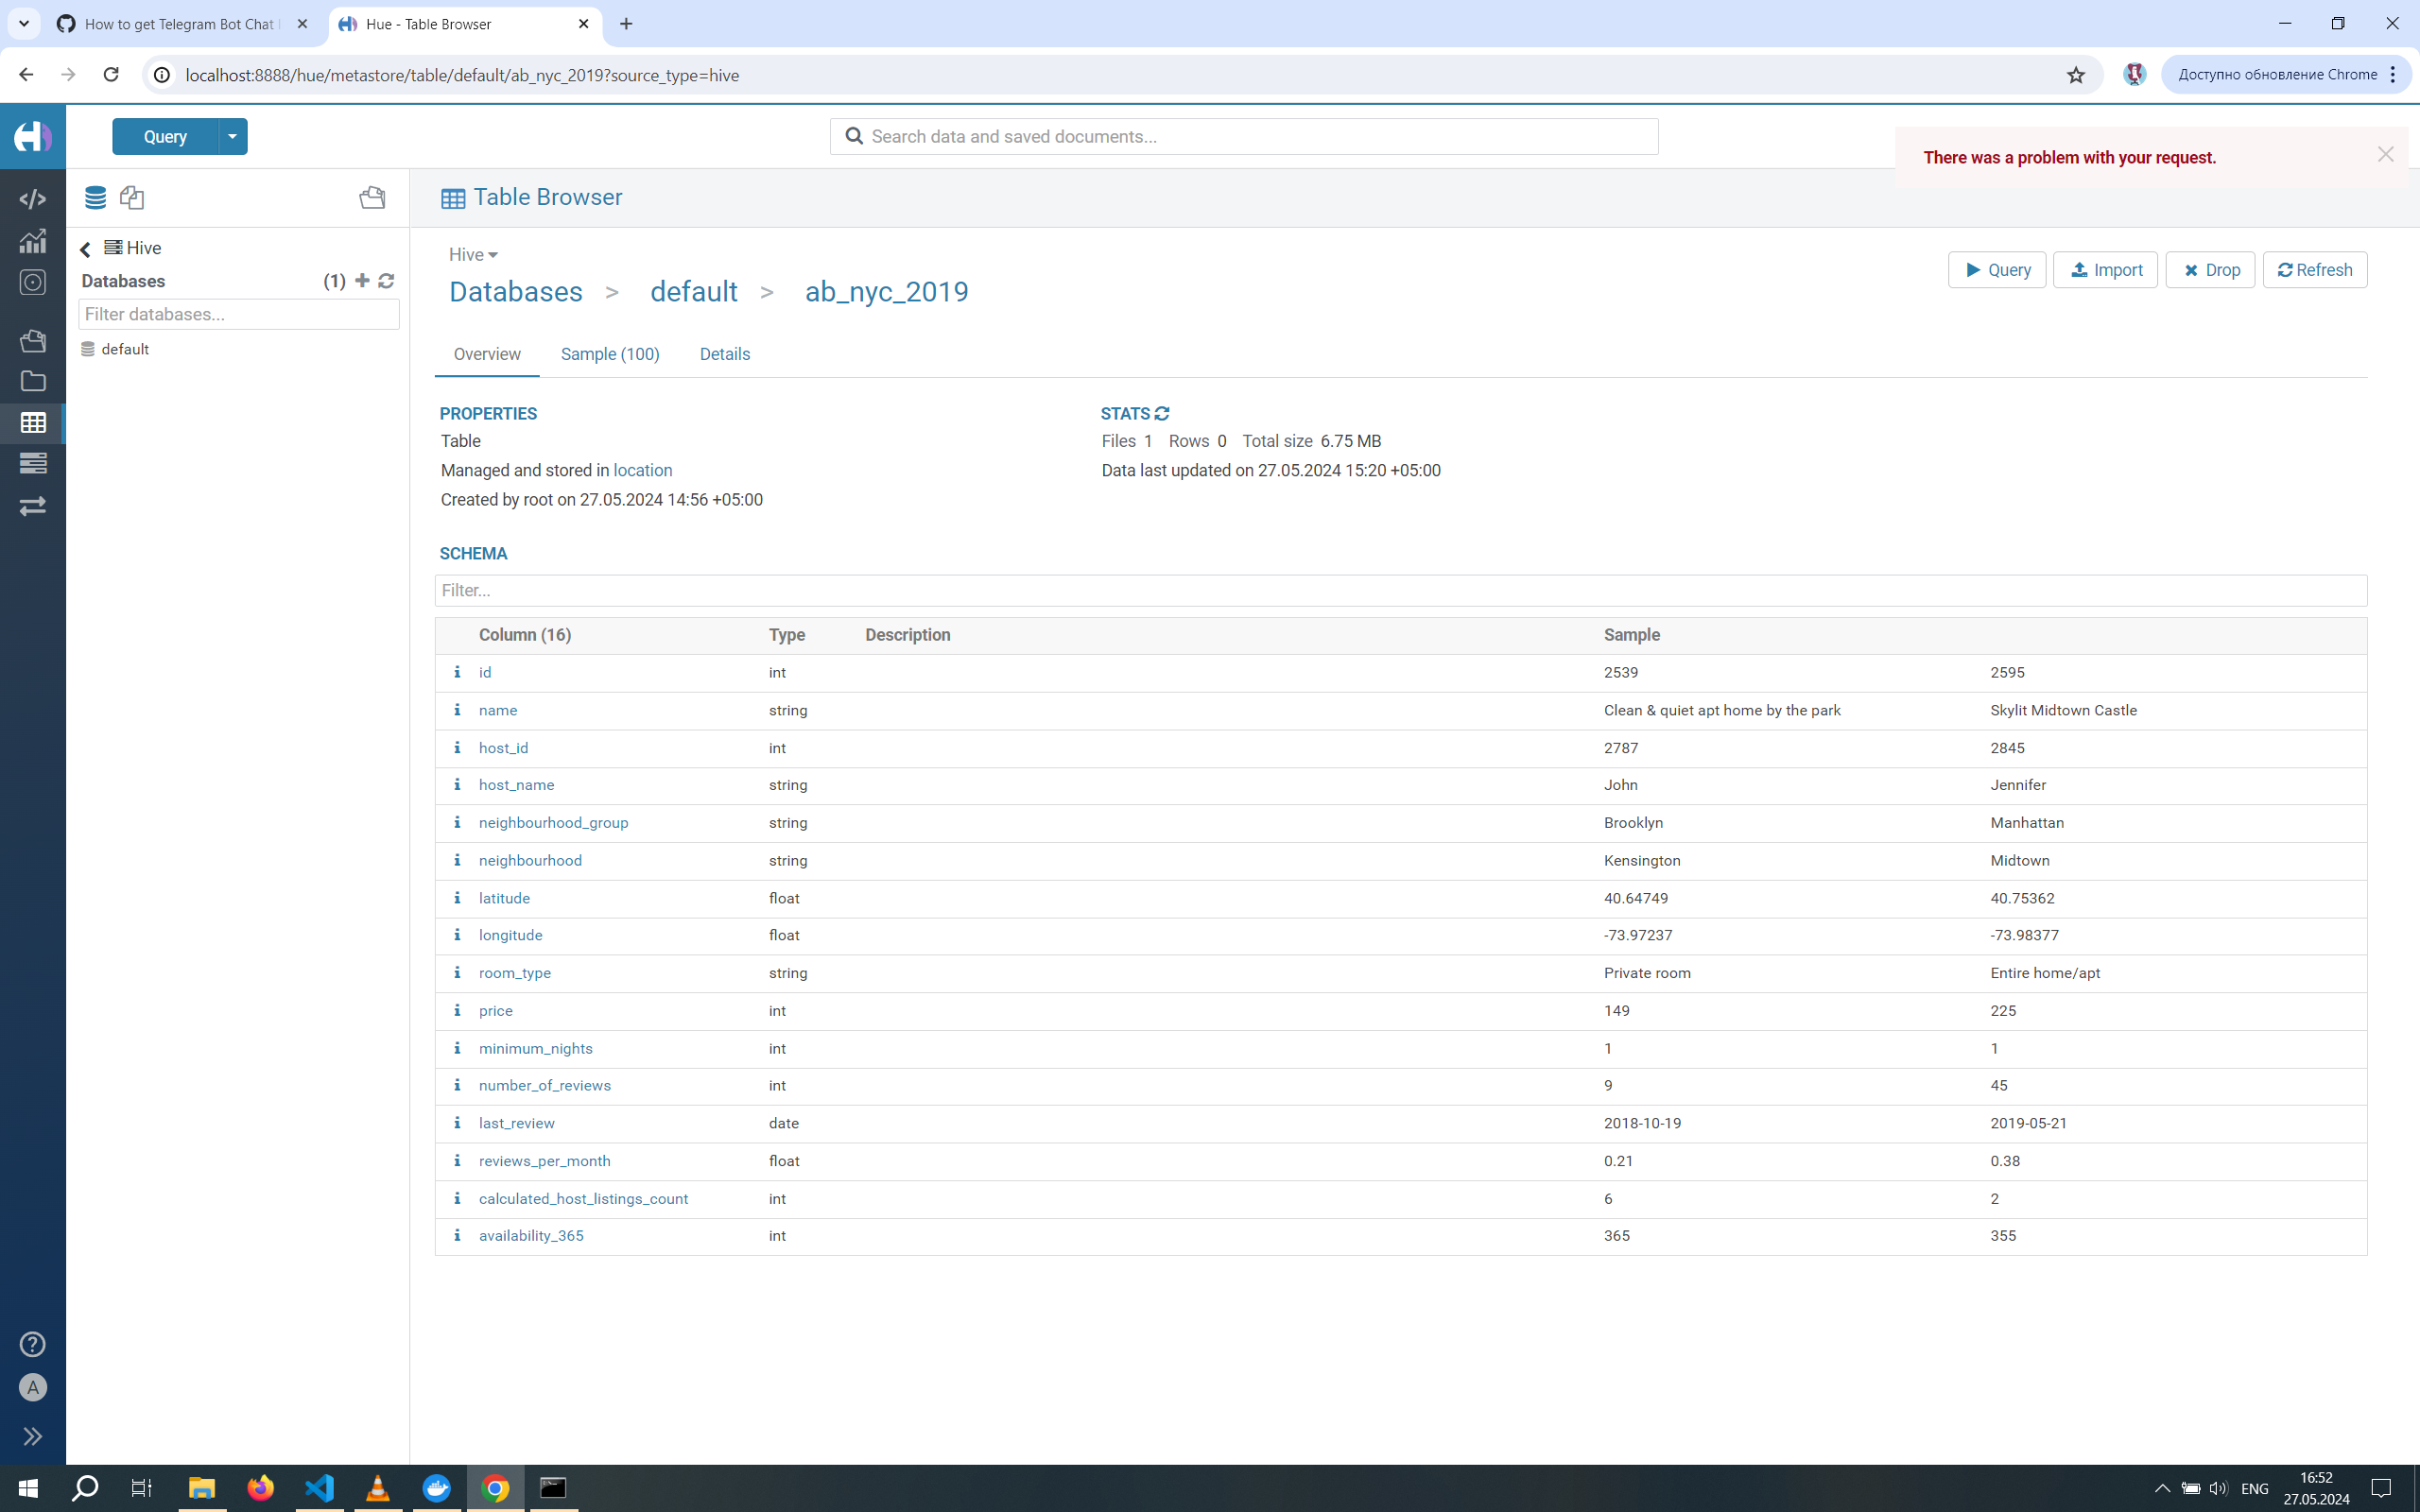 How to get Telegram Bot Chat
Hue - Table Browser
localhost:8888/hue/metastore/table/default/ab_nyc_2019?source_type=hive
Доступно обновление Chrome
Query
Search data and saved documents...
There was a problem with your request.
Table Browser
Hive
Databases (1)
Filter databases...
default
Hive
Databases > default > ab_nyc_2019
Query Import Drop Refresh
Overview Sample (100) Details
PROPERTIES
Table
Managed and stored in location
Created by root on 27.05.2024 14:56 +05:00
STATS
Files 1 Rows 0 Total size 6.75 MB
Data last updated on 27.05.2024 15:20 +05:00
SCHEMA
Filter...
Column (16) Type Description Sample
id int 2539 2595
name string Clean & quiet apt home by the park Skylit Midtown Castle
host_id int 2787 2845
host_name string John Jennifer
neighbourhood_group string Brooklyn Manhattan
neighbourhood string Kensington Midtown
latitude float 40.64749 40.75362
longitude float -73.97237 -73.98377
room_type string Private room Entire home/apt
price int 149 225
minimum_nights int 1 1
number_of_reviews int 9 45
last_review date 2018-10-19 2019-05-21
reviews_per_month float 0.21 0.38
calculated_host_listings_count int 6 2
availability_365 int 365 355
A
ENG
16:52
27.05.2024